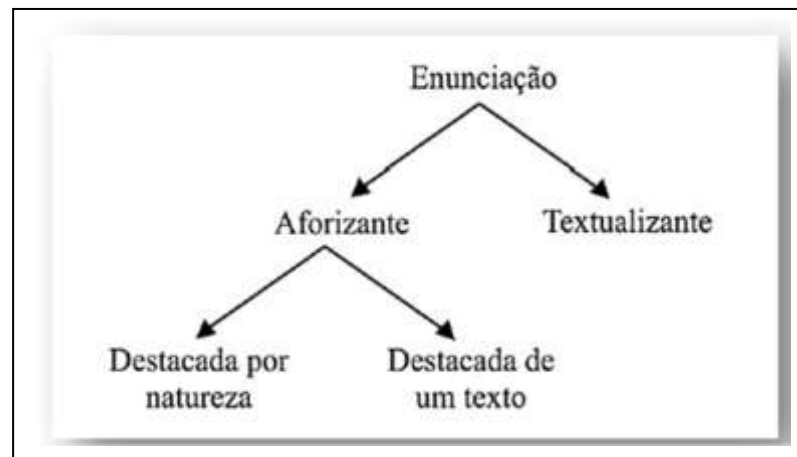 Enunciação
Aforizante
Textualizante
Destacada por
natureza
Destacada de
um texto